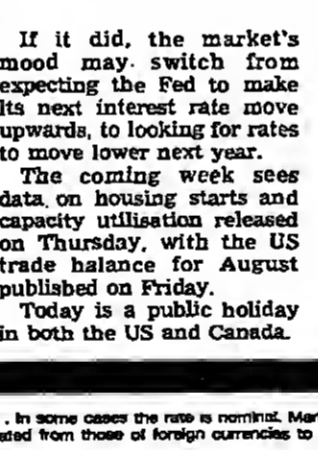 If it did, the market's
mood may switch from
expecting the Fed to make
its next interest rate move
upwards, to looking for rates
to move lower next year.
The coming week sees
data on housing starts and
capacity utilisation released
on Thursday, with the US
trade balance for August
published on Friday.
Today is a public holiday
in both the US and Canada.
. In some cases the rate is nominal. Mar
ated from those of foreign currencies to